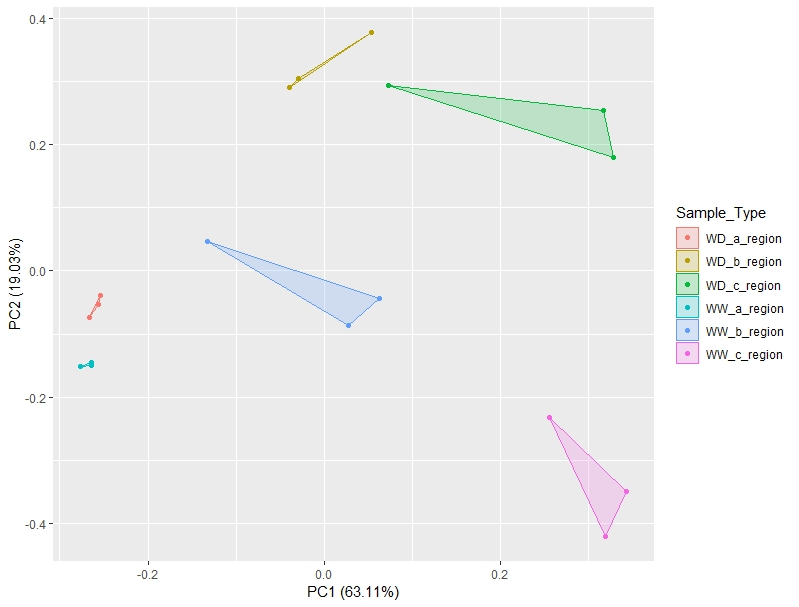 0.4
0.2
0.0
-0.2
-0.4
PC2 (19.03%)
-0.2
0.0
0.2
PC1 (63.11%)
Sample_Type
WD_a_region
WD_b_region
WD_c_region
WW_a_region
WW_b_region
WW_c_region